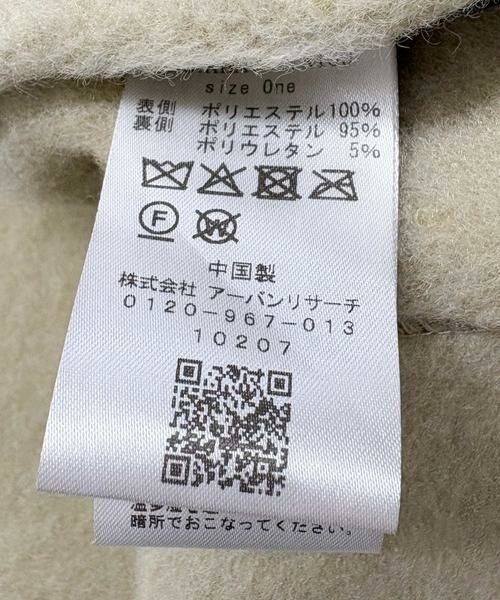 size One
表側 ポリエステル 100%
裏側 ポリエステル 95%
ポリウレタン 5%
F
W
中国製
株式会社 アーバンリサーチ
0120-967-013
10207
暗所でおこなってください。